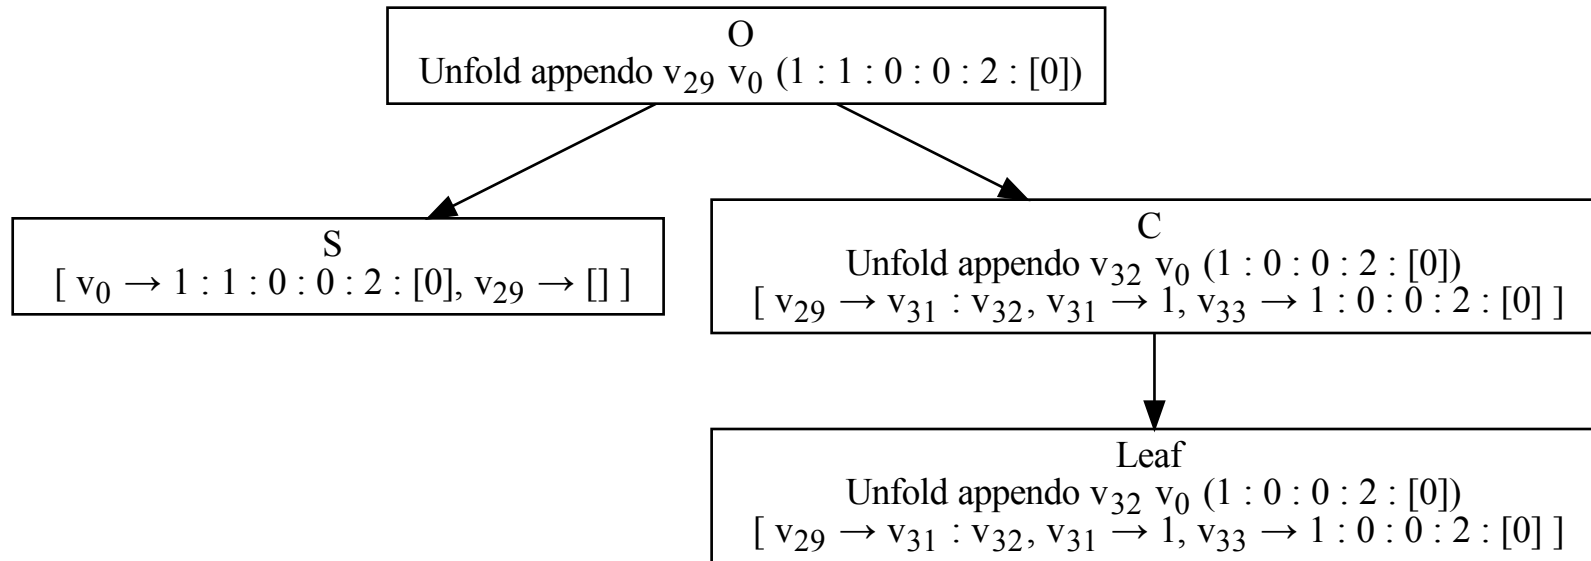 O
Unfold appendo v₂₉ v₀ (1 : 1 : 0 : 0 : 2 : [0])
S
[ v₀ → 1 : 1 : 0 : 0 : 2 : [0], v₂₉ → [] ]
C
Unfold appendo v₃₂ v₀ (1 : 0 : 0 : 2 : [0])
[ v₂₉ → v₃₁ : v₃₂, v₃₁ → 1, v₃₃ → 1 : 0 : 0 : 2 : [0] ]
Leaf
Unfold appendo v₃₂ v₀ (1 : 0 : 0 : 2 : [0])
[ v₂₉ → v₃₁ : v₃₂, v₃₁ → 1, v₃₃ → 1 : 0 : 0 : 2 : [0] ]